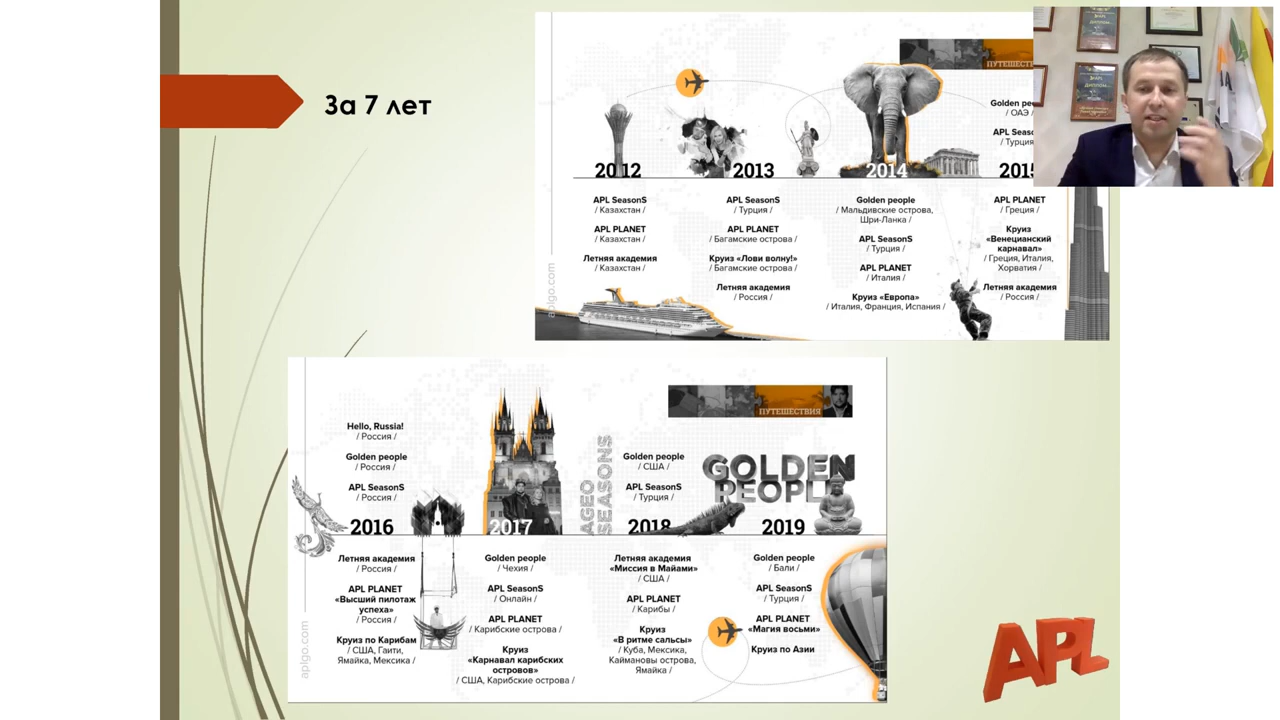 За 7 лет
ПУТЕШЕСТВИЯ
Golden
/ ОАЭ /
APL
/ Турция
2012
2013
2014
2015
APL SeasonS
/ Казахстан /
APL PLANET
/ Казахстан /
Летняя академия
/ Казахстан /
APL SeasonS
/ Турция /
APL PLANET
/ Багамские острова /
Круиз «Лови волну!»
/ Багамские острова /
Летняя академия
/ Россия /
Golden people
/ Мальдивские острова,
Шри-Ланка /
APL SeasonS
/ Турция /
APL PLANET
/ Италия /
Круиз «Европа»
/ Италия, Франция, Испания /
APL PLANET
/ Греция /
Круиз
«Венецианский
карнавал»
/ Греция, Италия,
Хорватия /
Летняя академия
/ Россия /
aplgo.com
ПУТЕШЕСТВИЯ
Hello, Russia!
/ Россия /
Golden people
/ Россия /
APL SeasonS
/ Россия /
2016
2017
AGEO
SEASONS
Golden people
/ США /
APL SeasonS
/ Турция /
2018
GOLDEN
PEOPL
2019
Летняя академия
/ Россия /
APL PLANET
«Высший пилотаж
успеха»
/ Россия /
Круиз по Карибам
/ США, Гаити,
Ямайка, Мексика /
Golden people
/ Чехия /
APL SeasonS
/ Онлайн /
APL PLANET
/ Карибские острова /
Круиз
«Карнавал карибских
островов»
/ США, Карибские острова /
Летняя академия
«Миссия в Майами»
/ США /
APL PLANET
/ Карибы /
Круиз
«В ритме сальсы»
/ Куба, Мексика,
Каймановы острова,
Ямайка /
Golden people
/ Бали /
APL SeasonS
/ Турция /
APL PLANET
«Магия восьми»
Круиз по Азии
aplgo.com
APL